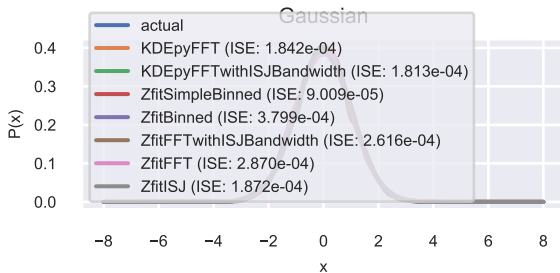 Gaussian
actual
KDEpyFFT (ISE: 1.842e-04)
KDEpyFFTwithISJBandwidth (ISE: 1.813e-04)
ZfitSimpleBinned (ISE: 9.009e-05)
ZfitBinned (ISE: 3.799e-04)
ZfitFFTwithISJBandwidth (ISE: 2.616e-04)
ZfitFFT (ISE: 2.870e-04)
ZfitISJ (ISE: 1.872e-04)
P(x)
0.4
0.3
0.2
0.1
0.0
−8 −6 −4 −2 0 2 4 6 8
x